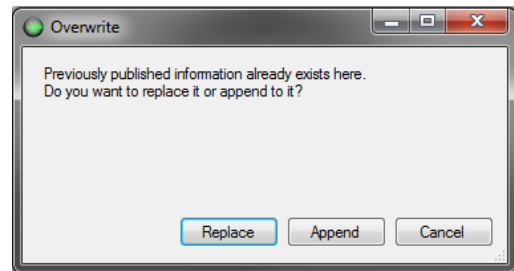 Overwrite
Previously published information already exists here.
Do you want to replace it or append to it?
Replace Append Cancel